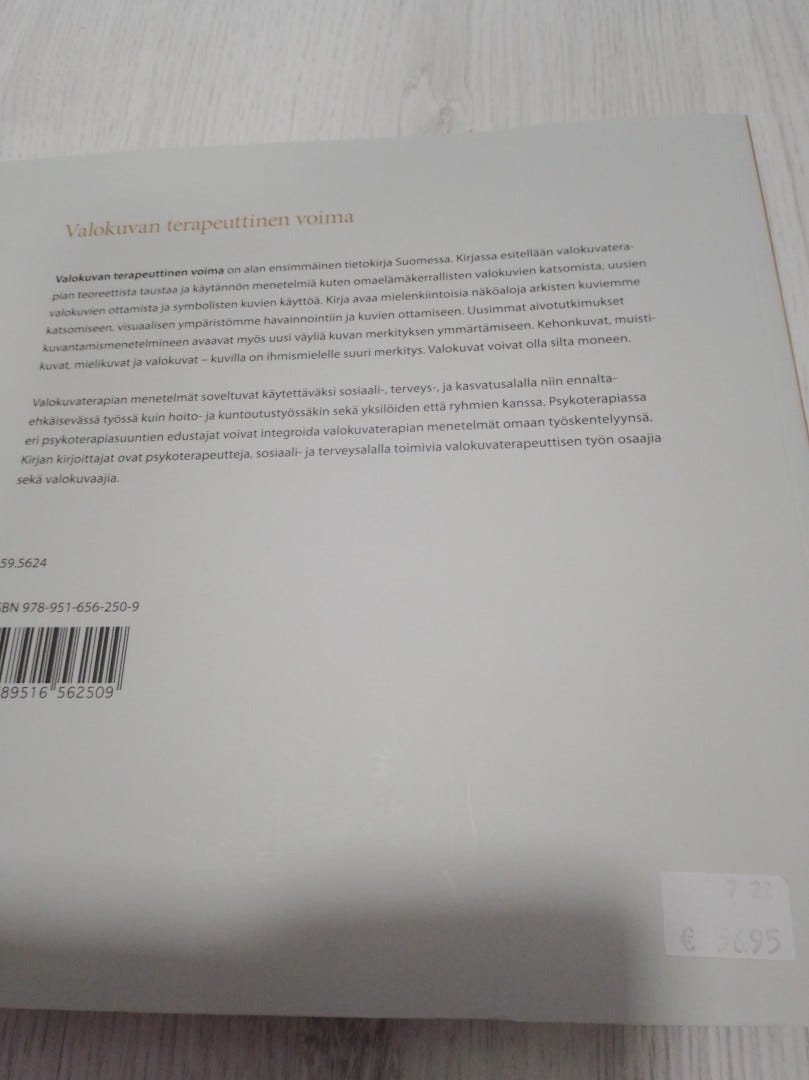 Valokuvan terapeuttinen voima
Valokuvan terapeuttinen voima on alan ensimmäinen tietokirja Suomessa. Kirjassa esitellään valokuvatera-
pian teoreettista taustaa ja käytännön menetelmiä kuten omaelämäkerrallisten valokuvien katsomista, uusien
valokuvien ottamista ja symbolisten kuvien käyttöä. Kirja avaa mielenkiintoisia näköaloja arkisten kuviemme
katsomiseen, visuaalisen ympäristömme havainnointiin ja kuvien ottamiseen. Uusimmat aivotutkimukset
kuvantamismenetelmineen avaavat myös uusi väyliä kuvan merkityksen ymmärtämiseen. Kehonkuvat, muisti-
kuvat, mielikuvat ja valokuvat – kuvilla on ihmismielelle suuri merkitys. Valokuvat voivat olla silta moneen.
Valokuvaterapian menetelmät soveltuvat käytettäväksi sosiaali-, terveys-, ja kasvatusalalla niin ennalta-
ehkäisevässä työssä kuin hoito- ja kuntoutustyössäkin sekä yksilöiden että ryhmien kanssa. Psykoterapiassa
eri psykoterapiasuuntien edustajat voivat integroida valokuvaterapian menetelmät omaan työskentelyynsä.
Kirjan kirjoittajat ovat psykoterapeutteja, sosiaali- ja terveysalalla toimivia valokuvaterapeuttisen työn osaajia
sekä valokuvaajia.
59.5624
SBN 978-951-656-250-9
89516 562509
7 22
€ 56.95